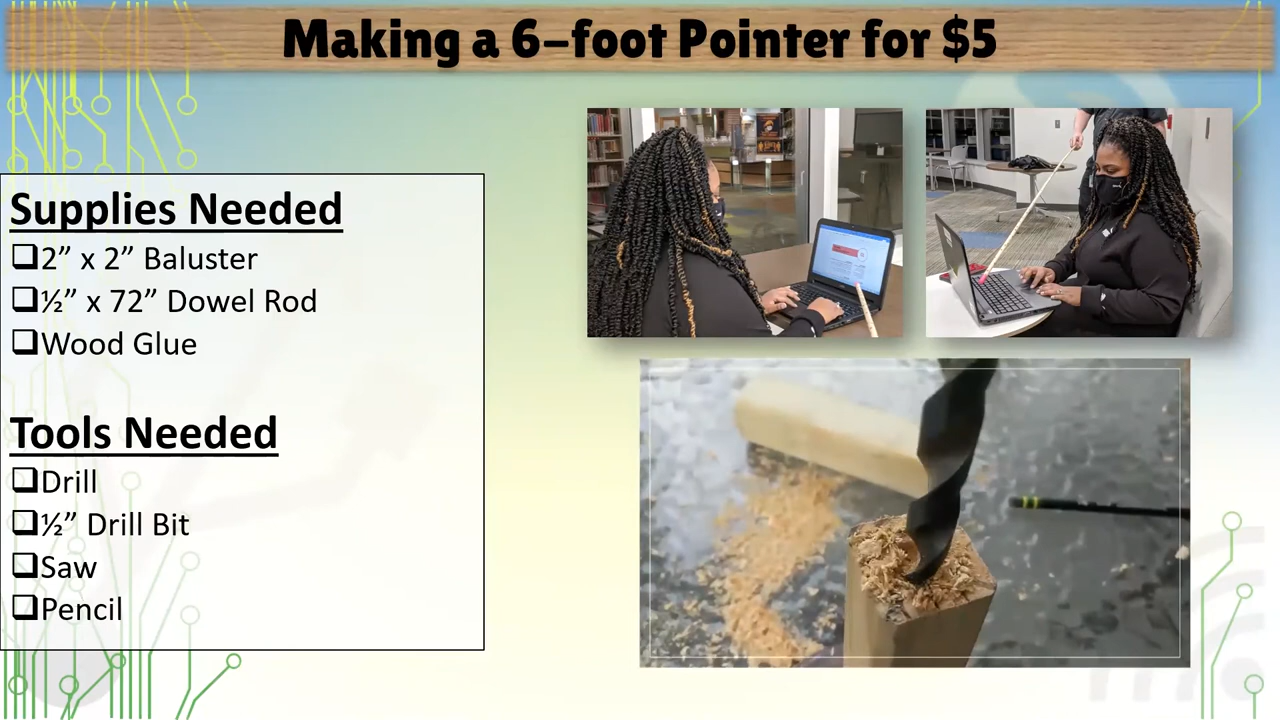 Making a 6-foot Pointer for $5
Supplies Needed
❑2” x 2” Baluster
❑½” x 72” Dowel Rod
❑Wood Glue
Tools Needed
❑Drill
❑½” Drill Bit
❑Saw
❑Pencil